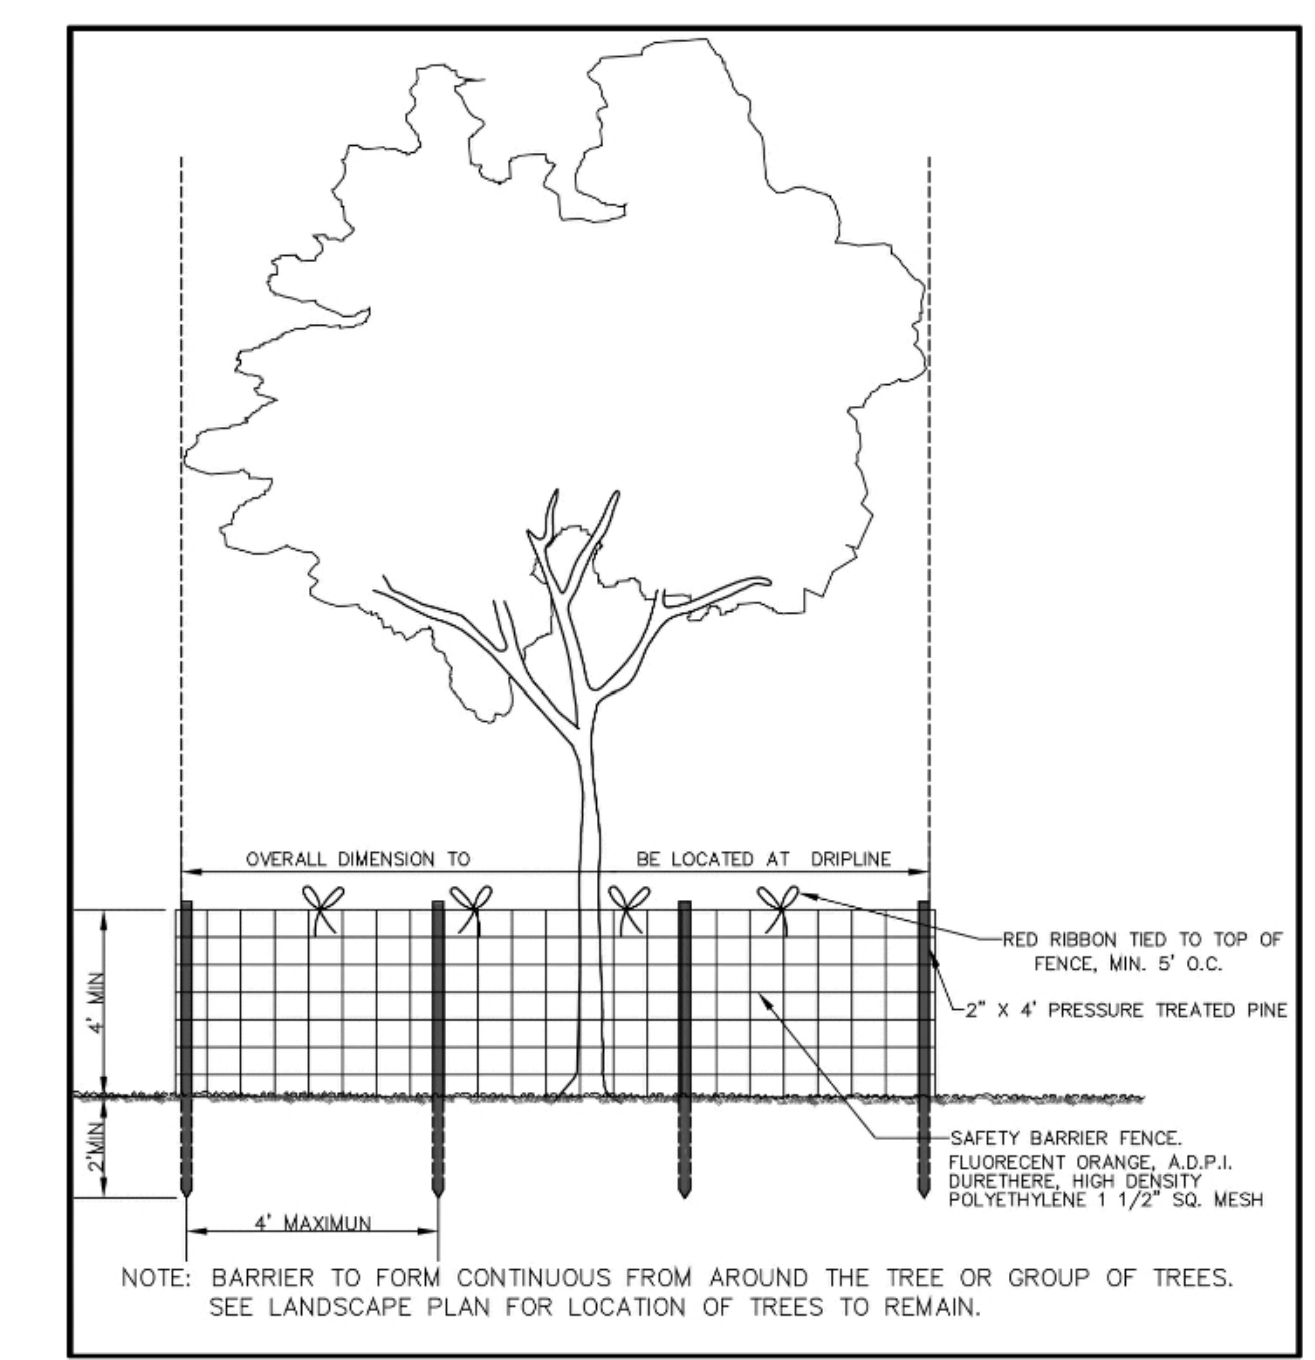 OVERALL DIMENSION TO BE LOCATED AT DRIPLINE
RED RIBBON TIED TO TOP OF
FENCE, MIN. 5' O.C.
2" X 4' PRESSURE TREATED PINE
4' MIN
2'MIN
SAFETY BARRIER FENCE.
FLUORECENT ORANGE, A.D.P.I.
DURETHERE, HIGH DENSITY
POLYETHYLENE 1 1/2" SQ. MESH
4' MAXIMUN
NOTE: BARRIER TO FORM CONTINUOUS FROM AROUND THE TREE OR GROUP OF TREES.
SEE LANDSCAPE PLAN FOR LOCATION OF TREES TO REMAIN.